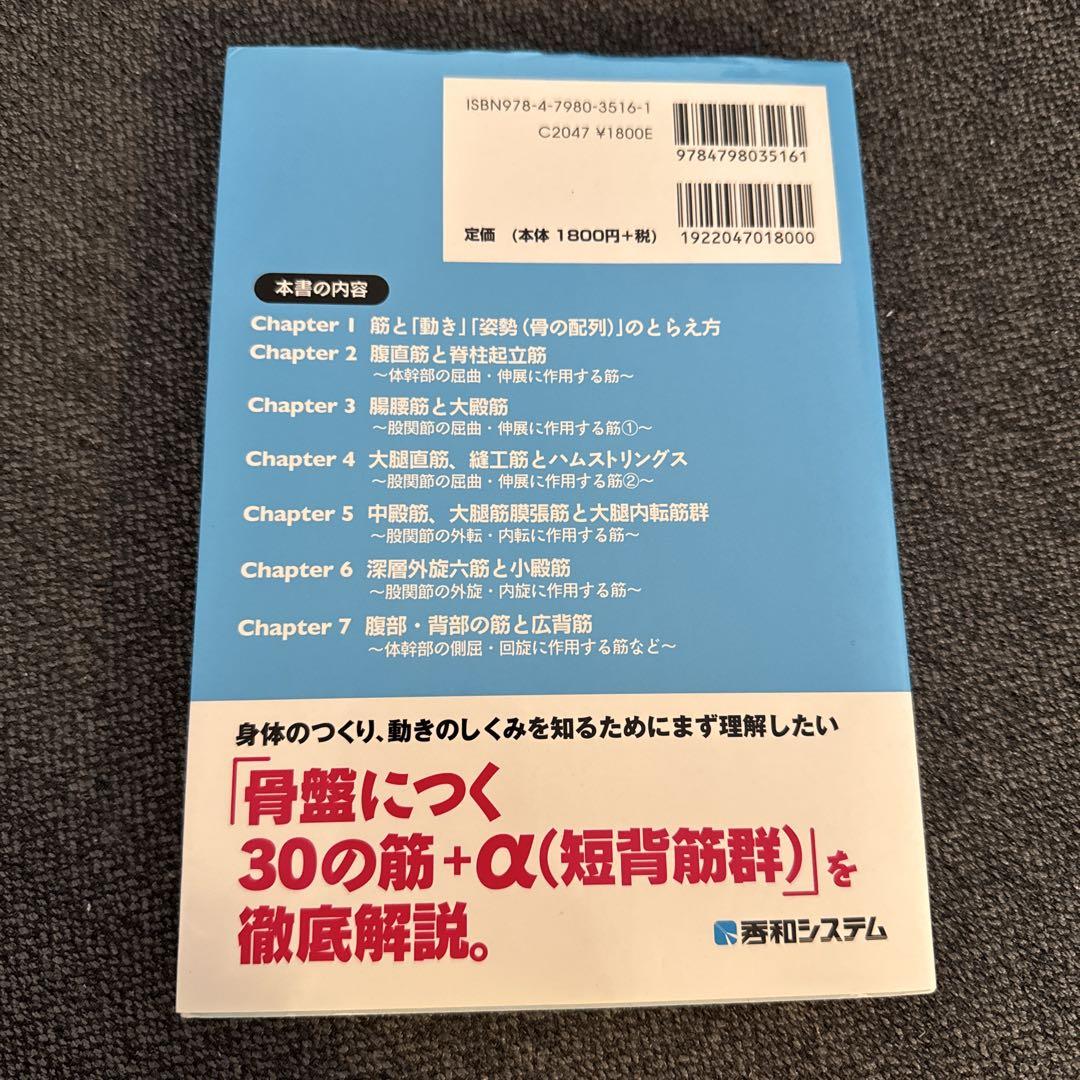 ISBN978-4-7980-3516-1
C2047 ¥1800E
9784798035161
定価 (本体 1800円+税)
1922047018000
本書の内容
Chapter 1 筋と「動き」「姿勢(骨の配列)」のとらえ方
Chapter 2 腹直筋と脊柱起立筋
～体幹部の屈曲・伸展に作用する筋～
Chapter 3 腸腰筋と大殿筋
～股関節の屈曲・伸展に作用する筋①～
Chapter 4 大腿直筋、縫工筋とハムストリングス
～股関節の屈曲・伸展に作用する筋②～
Chapter 5 中殿筋、大腿筋膜張筋と大腿内転筋群
～股関節の外転・内転に作用する筋～
Chapter 6 深層外旋六筋と小殿筋
～股関節の外旋・内旋に作用する筋～
Chapter 7 腹部・背部の筋と広背筋
～体幹部の側屈・回旋に作用する筋など～
身体のつくり、動きのしくみを知るためにまず理解したい
「骨盤につく
30の筋+α(短背筋群)」を
徹底解説。
秀和システム